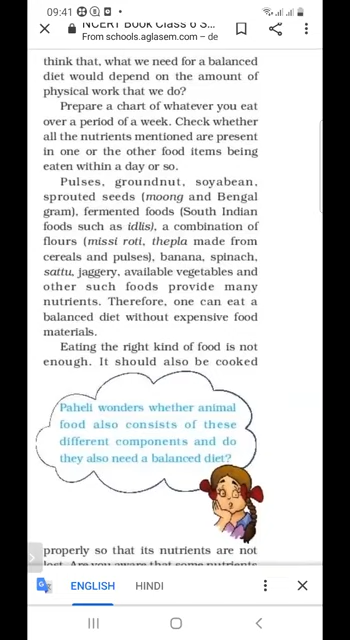 09:41
NCERT Book Class 6 S...
From schools.aglasem.com – de
think that, what we need for a balanced
diet would depend on the amount of
physical work that we do?
Prepare a chart of whatever you eat
over a period of a week. Check whether
all the nutrients mentioned are present
in one or the other food items being
eaten within a day or so.
Pulses, groundnut, soyabean,
sprouted seeds (moong and Bengal
gram), fermented foods (South Indian
foods such as idlis), a combination of
flours (missi roti, thepla made from
cereals and pulses), banana, spinach,
sattu, jaggery, available vegetables and
other such foods provide many
nutrients. Therefore, one can eat a
balanced diet without expensive food
materials.
Eating the right kind of food is not
enough. It should also be cooked
Paheli wonders whether animal
food also consists of these
different components and do
they also need a balanced diet?
properly so that its nutrients are not
lost. Are you aware that some nutrients
ENGLISH HINDI